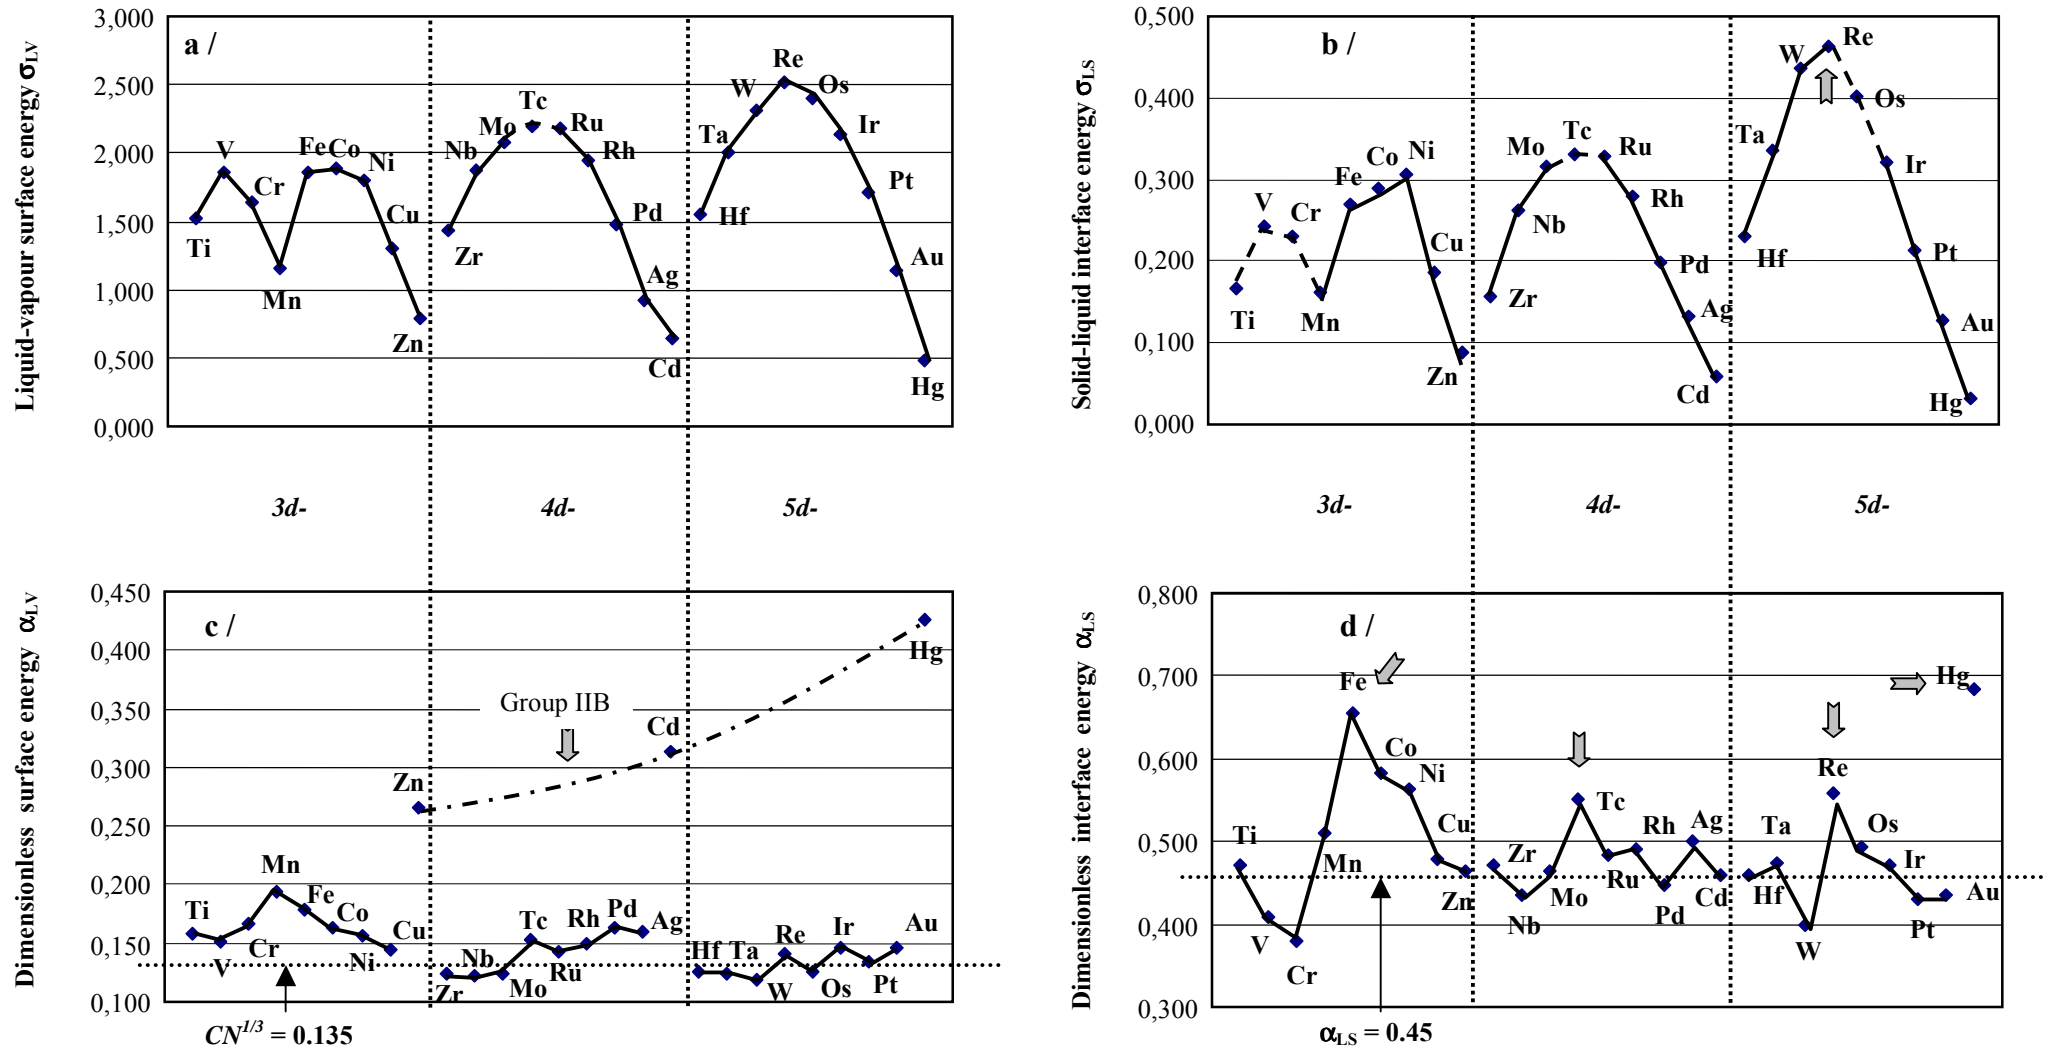 Liquid-vapour surface energy σLV
3,000
2,500
2,000
1,500
1,000
0,500
0,000
a /
Ti
V
Cr
Mn
Fe
Co
Ni
Cu
Zn
Zr
Nb
Mo
Tc
Ru
Rh
Pd
Ag
Cd
Hf
Ta
W
Re
Os
Ir
Pt
Au
Hg
Solid-liquid interface energy σLS
0,500
0,400
0,300
0,200
0,100
0,000
b /
Ti
V
Cr
Mn
Fe
Co
Ni
Cu
Zn
Zr
Nb
Mo
Tc
Ru
Rh
Pd
Ag
Cd
Hf
Ta
W
Re
Os
Ir
Pt
Au
Hg
3d-
4d-
5d-
3d-
4d-
5d-
Dimensionless surface energy αLV
0,450
0,400
0,350
0,300
0,250
0,200
0,150
0,100
c /
Group IIB
Ti
V
Cr
Mn
Fe
Co
Ni
Cu
Zn
Zr
Nb
Mo
Tc
Ru
Rh
Pd
Ag
Cd
Hf
Ta
W
Re
Os
Ir
Pt
Au
Hg
CN1/3 = 0.135
Dimensionless interface energy αLS
0,800
0,700
0,600
0,500
0,400
0,300
d /
Ti
V
Cr
Mn
Fe
Co
Ni
Cu
Zn
Zr
Nb
Mo
Tc
Ru
Rh
Pd
Ag
Cd
Hf
Ta
W
Re
Os
Ir
Pt
Au
Hg
αLS = 0.45